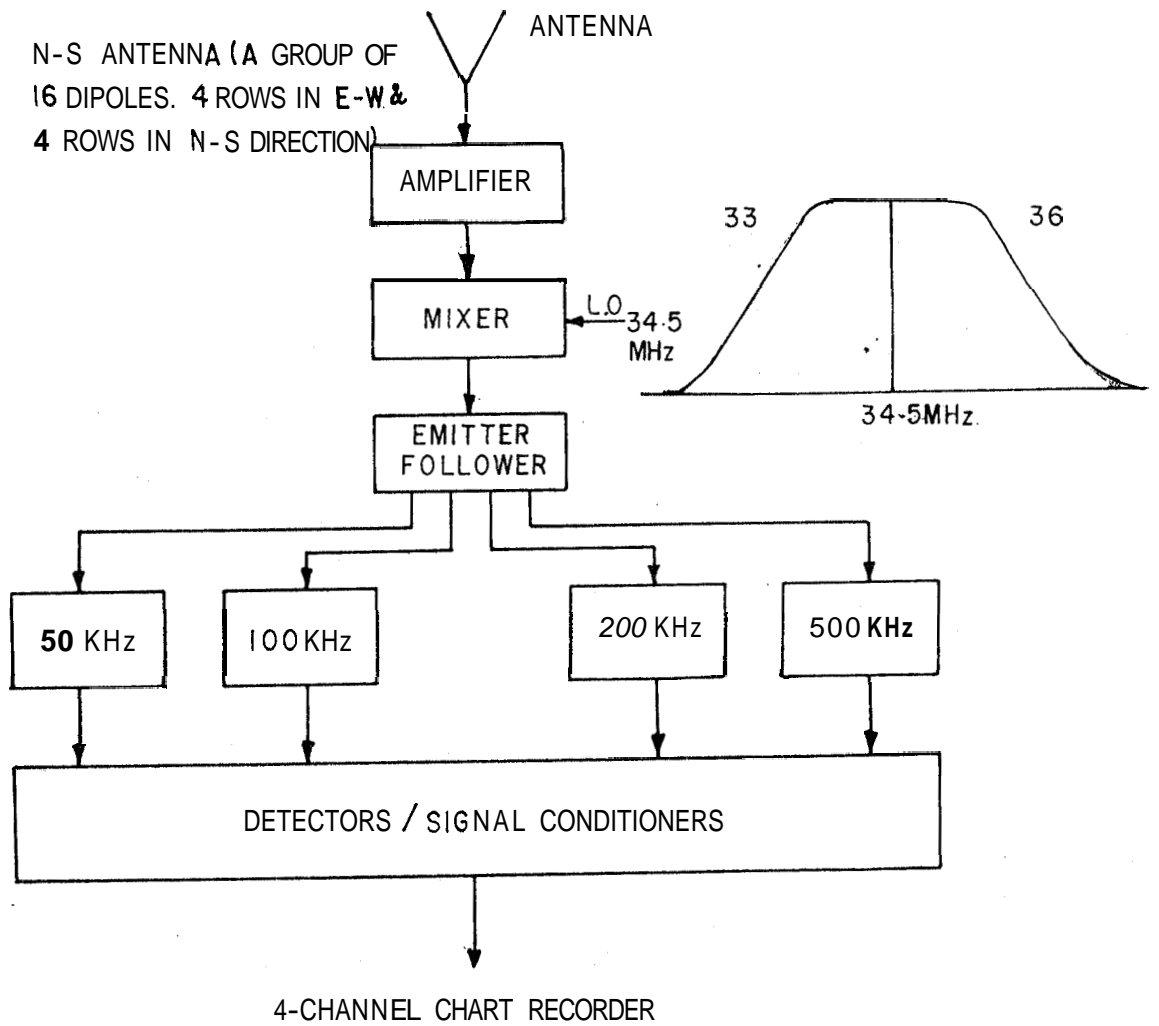 ANTENNA
N-S ANTENNA (A GROUP OF
16 DIPOLES. 4 ROWS IN E-W &
4 ROWS IN N-S DIRECTION)
AMPLIFIER
33
36
MIXER
L.O
34.5
MHz
34.5MHz.
EMITTER
FOLLOWER
50 KHz
100 KHz
200 KHz
500 KHz
DETECTORS / SIGNAL CONDITIONERS
4-CHANNEL CHART RECORDER